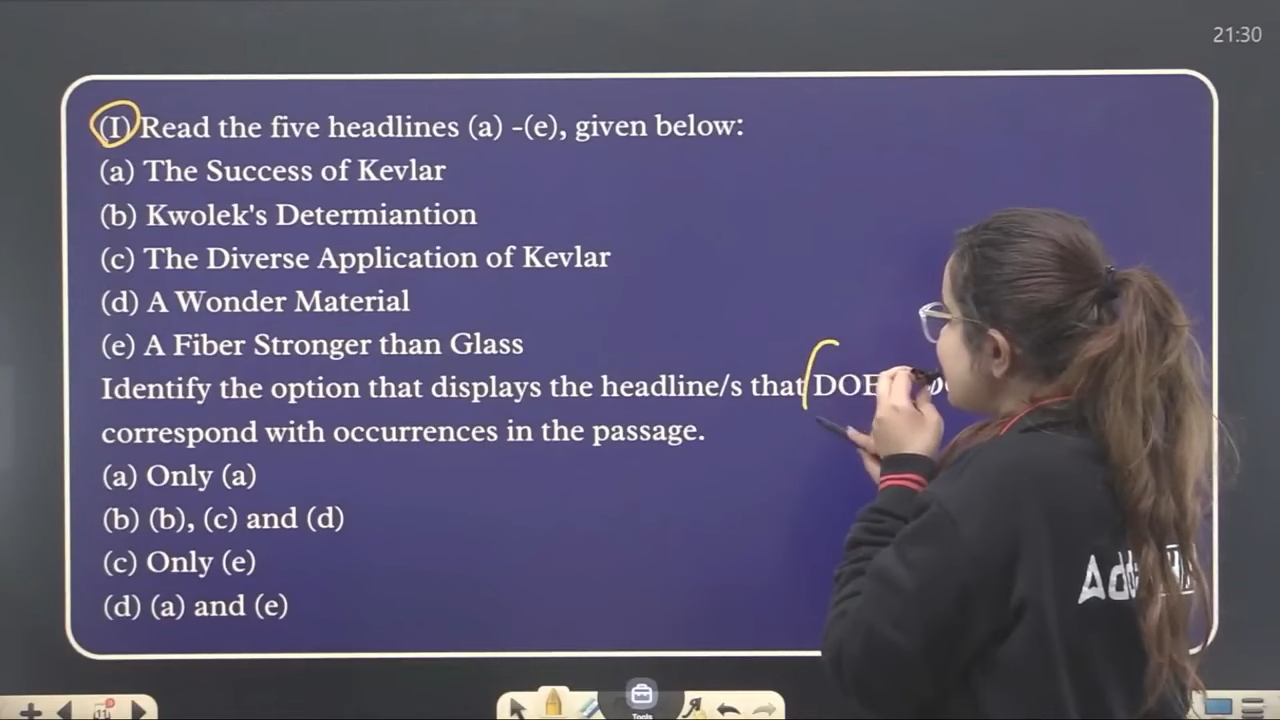 21:30
(I) Read the five headlines (a) -(e), given below:
(a) The Success of Kevlar
(b) Kwolek's Determiantion
(c) The Diverse Application of Kevlar
(d) A Wonder Material
(e) A Fiber Stronger than Glass
Identify the option that displays the headline/s that
correspond with occurrences in the passage.
(a) Only (a)
(b) (b), (c) and (d)
(c) Only (e)
(d) (a) and (e)
Tools